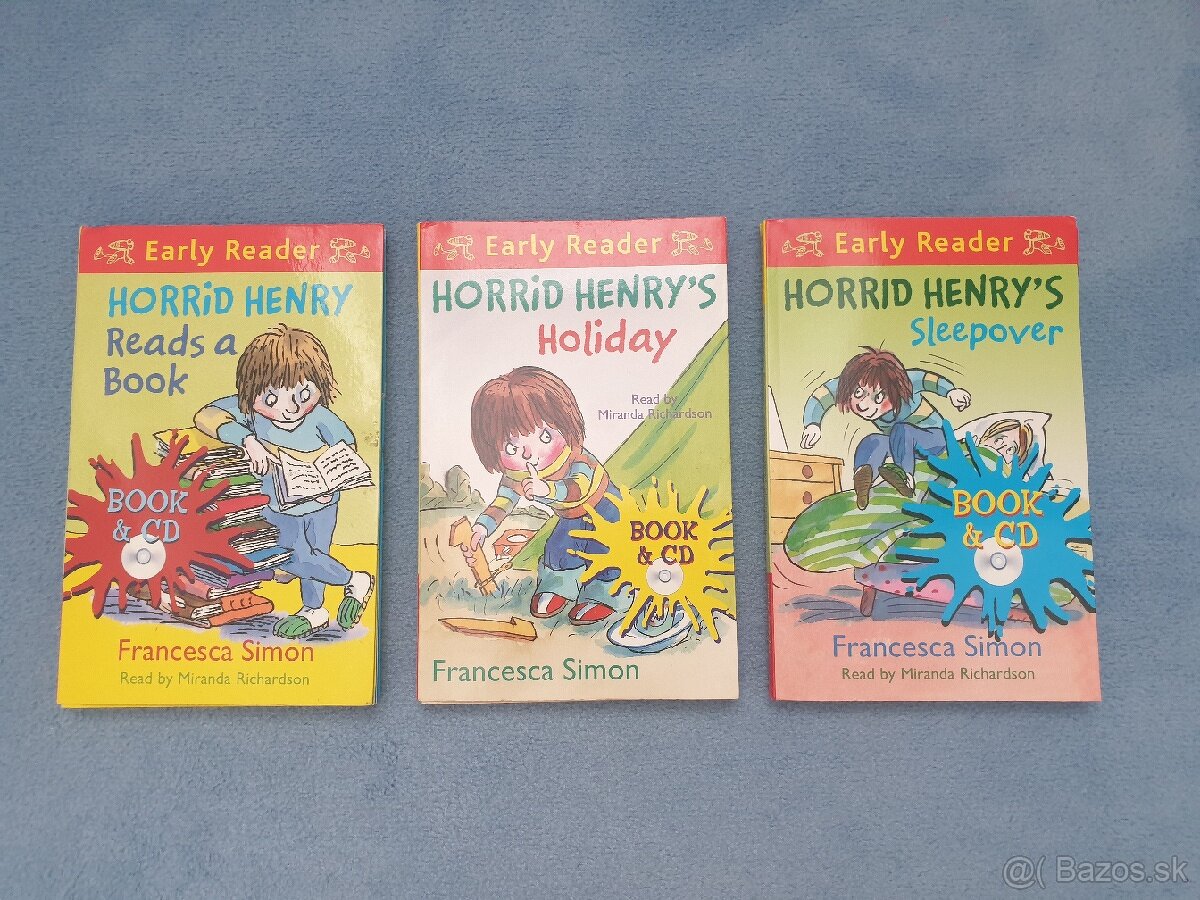 Early Reader
HORRiD HENRY
Reads a
Book
BOOK
& CD
Francesca Simon
Read by Miranda Richardson
Early Reader
HORRiD HENRY'S
Holiday
Read by
Miranda Richardson
BOOK
& CD
Francesca Simon
Early Reader
HORRID HENRY'S
Sleepover
BOOK
& CD
Francesca Simon
Read by Miranda Richardson
@( Bazos.sk